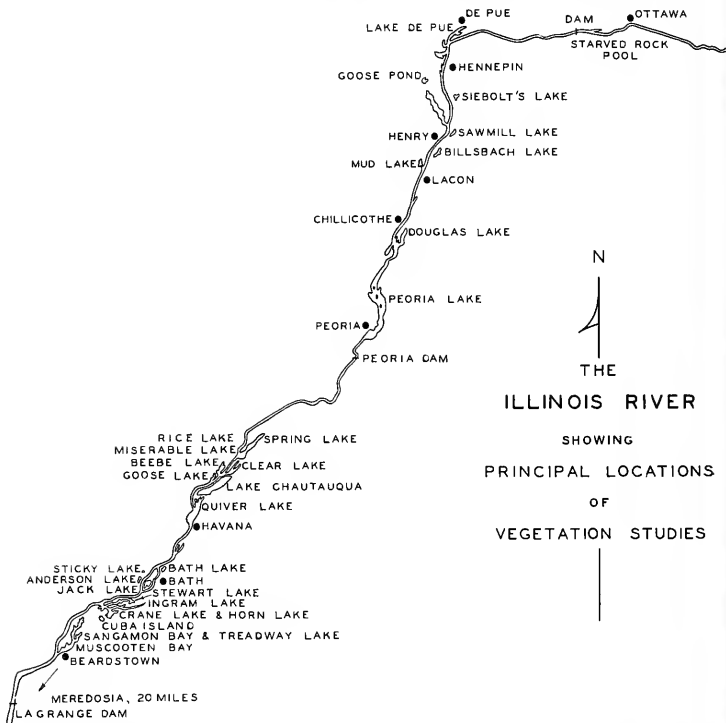 DE PUE
LAKE DE PUE
DAM
OTTAWA
STARVED ROCK
POOL
HENNEPIN
GOOSE POND
SIEBOLT'S LAKE
HENRY
SAWMILL LAKE
BILLSBACH LAKE
MUD LAKE
LACON
CHILLICOTHE
DOUGLAS LAKE
PEORIA LAKE
PEORIA
PEORIA DAM
N
THE
ILLINOIS RIVER
SHOWING
PRINCIPAL LOCATIONS
OF
VEGETATION STUDIES
RICE LAKE
SPRING LAKE
MISERABLE LAKE
BEEBE LAKE
CLEAR LAKE
GOOSE LAKE
LAKE CHAUTAUQUA
QUIVER LAKE
HAVANA
STICKY LAKE
BATH LAKE
ANDERSON LAKE
BATH
JACK LAKE
STEWART LAKE
INGRAM LAKE
CRANE LAKE & HORN LAKE
CUBA ISLAND
SANGAMON BAY & TREADWAY LAKE
MUSCOOTEN BAY
BEARDSTOWN
MEREDOSIA, 20 MILES
LA GRANGE DAM